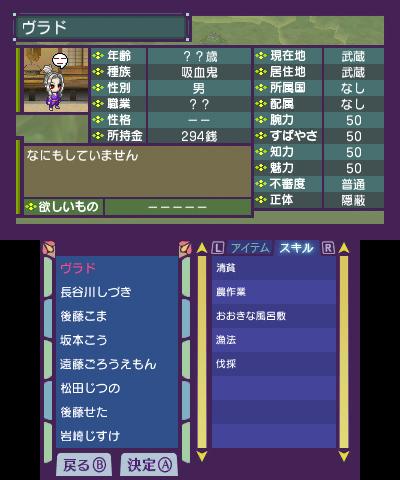 ヴラド
年齢 ??歳
種族 吸血鬼
性別 男
職業 ??
性格 ーー
所持金 294銭
なにもしていません
欲しいもの ーーーーー
現在地 武蔵
居住地 武蔵
所属国 なし
配属 なし
腕力 50
すばやさ 50
知力 50
魅力 50
不審度 普通
正体 隠蔽
ヴラド
長谷川しづき
後藤こま
坂本こう
遠藤ごろうえもん
松田じつの
後藤せた
岩崎じすけ
戻るⒷ 決定Ⓐ
L アイテム スキル R
清貧
農作業
おおきな風呂敷
漁法
伐採